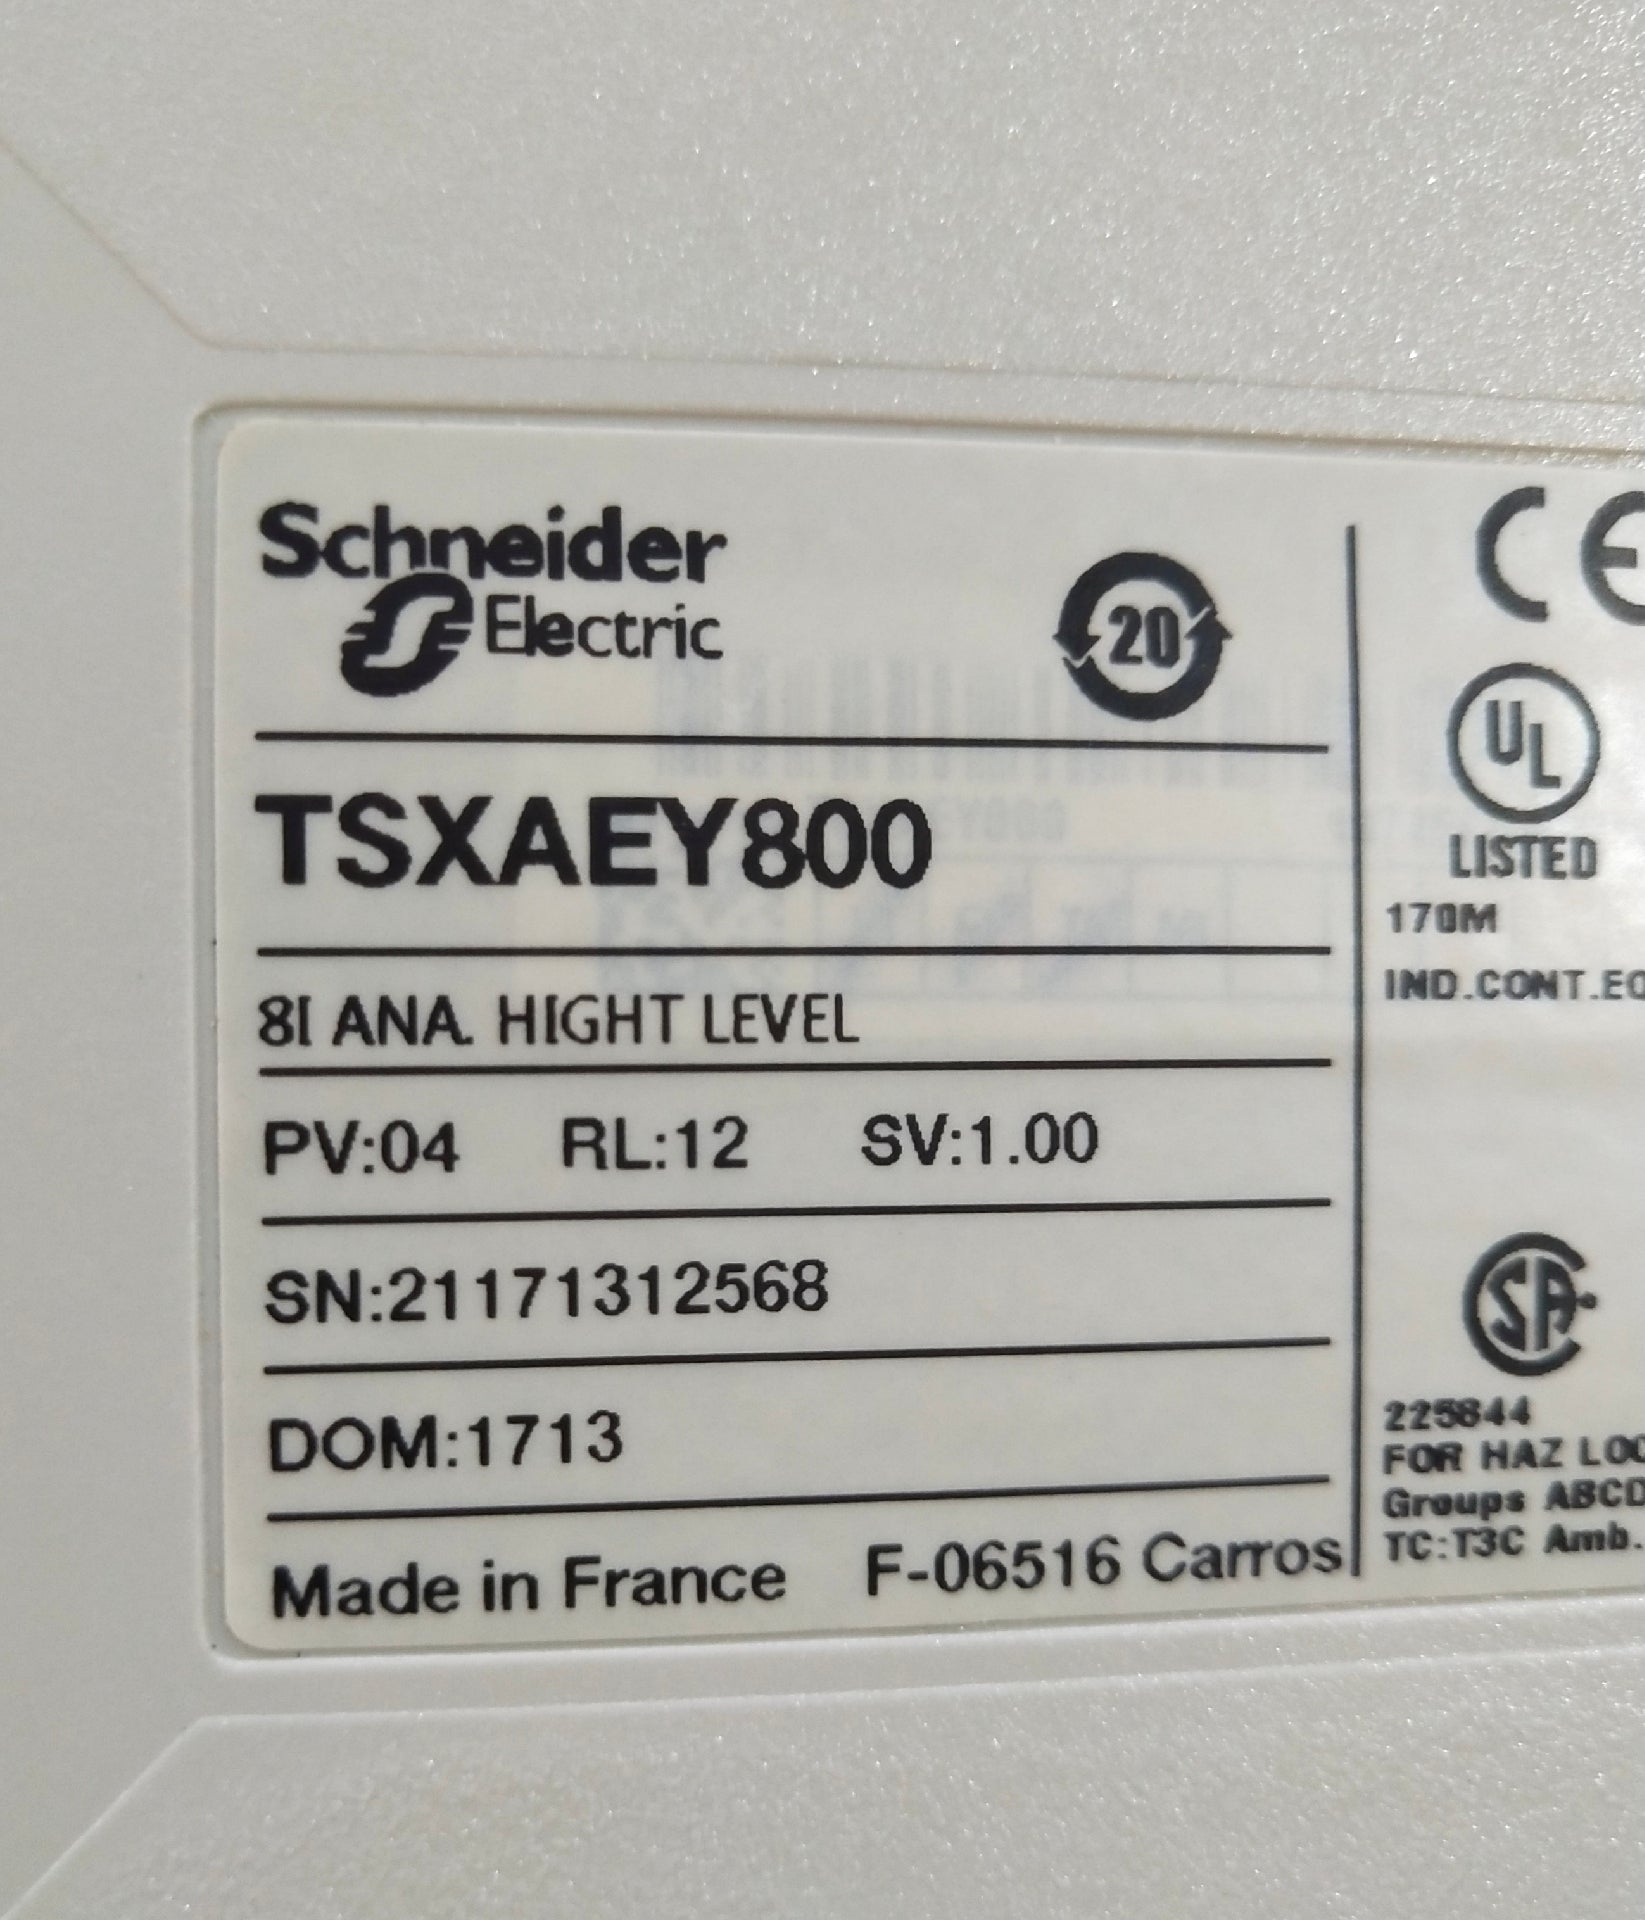 Schneider
Electric
20
TSXAEY800
8I ANA. HIGHT LEVEL
PV:04 RL:12 SV:1.00
SN:21171312568
DOM:1713
Made in France F-06516 Carros
CE
UL
LISTED
170M
IND.CONT.EQ
SA
225844
FOR HAZ LOC
Groups ABCD
TC:T3C Amb.